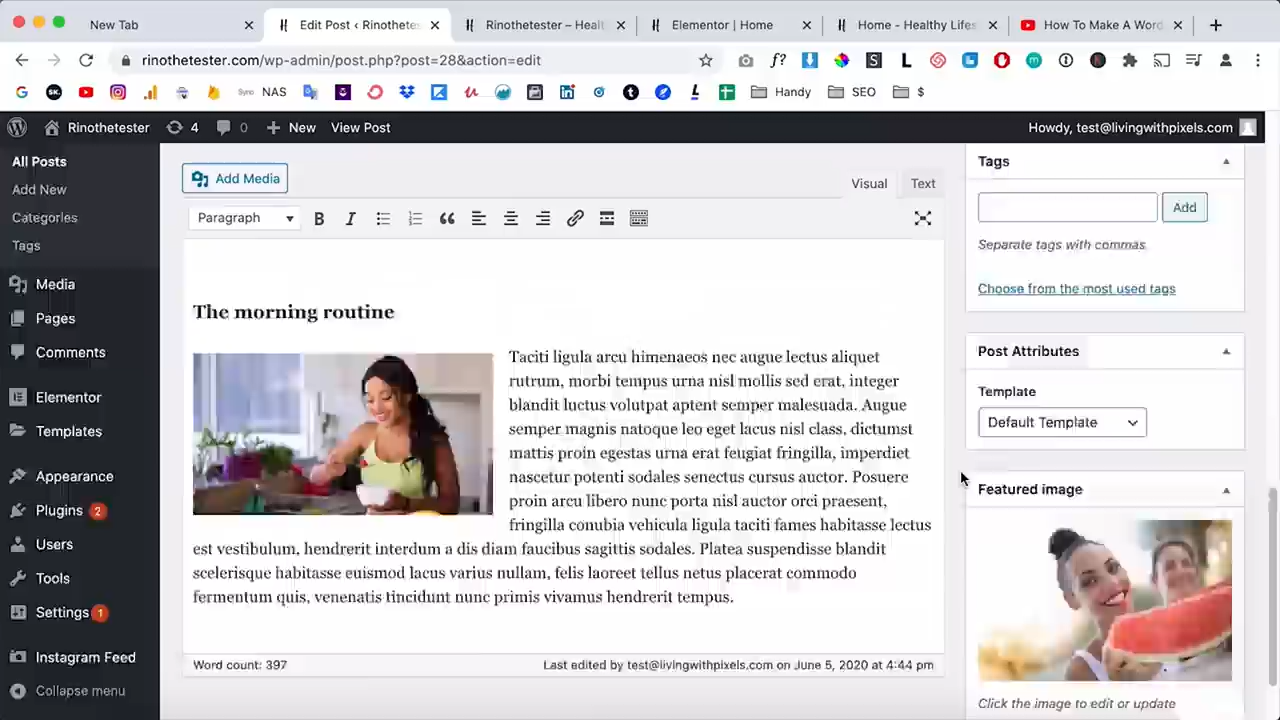 New Tab
Edit Post ‹ Rinothetes
Rinothetester – Heal
Elementor | Home
Home - Healthy Lifes
How To Make A Word
rinothetester.com/wp-admin/post.php?post=28&action=edit
NAS
Handy
SEO
$
Rinothetester
4
0
New
View Post
Howdy, test@livingwithpixels.com
All Posts
Add New
Categories
Tags
Media
Pages
Comments
Elementor
Templates
Appearance
Plugins 2
Users
Tools
Settings 1
Instagram Feed
Collapse menu
Add Media
Visual
Text
Paragraph
The morning routine
Taciti ligula arcu himenaeos nec augue lectus aliquet
rutrum, morbi tempus urna nisl mollis sed erat, integer
blandit luctus volutpat aptent semper malesuada. Augue
semper magnis natoque leo eget lacus nisl class, dictumst
mattis proin egestas urna erat feugiat fringilla, imperdiet
nascetur potenti sodales senectus cursus auctor. Posuere
proin arcu libero nunc porta nisl auctor orci praesent,
fringilla conubia vehicula ligula taciti fames habitasse lectus
est vestibulum, hendrerit interdum a dis diam faucibus sagittis sodales. Platea suspendisse blandit
scelerisque habitasse euismod lacus varius nullam, felis laoreet tellus netus placerat commodo
fermentum quis, venenatis tincidunt nunc primis vivamus hendrerit tempus.
Word count: 397
Last edited by test@livingwithpixels.com on June 5, 2020 at 4:44 pm
Tags
Add
Separate tags with commas
Choose from the most used tags
Post Attributes
Template
Default Template
Featured image
Click the image to edit or update